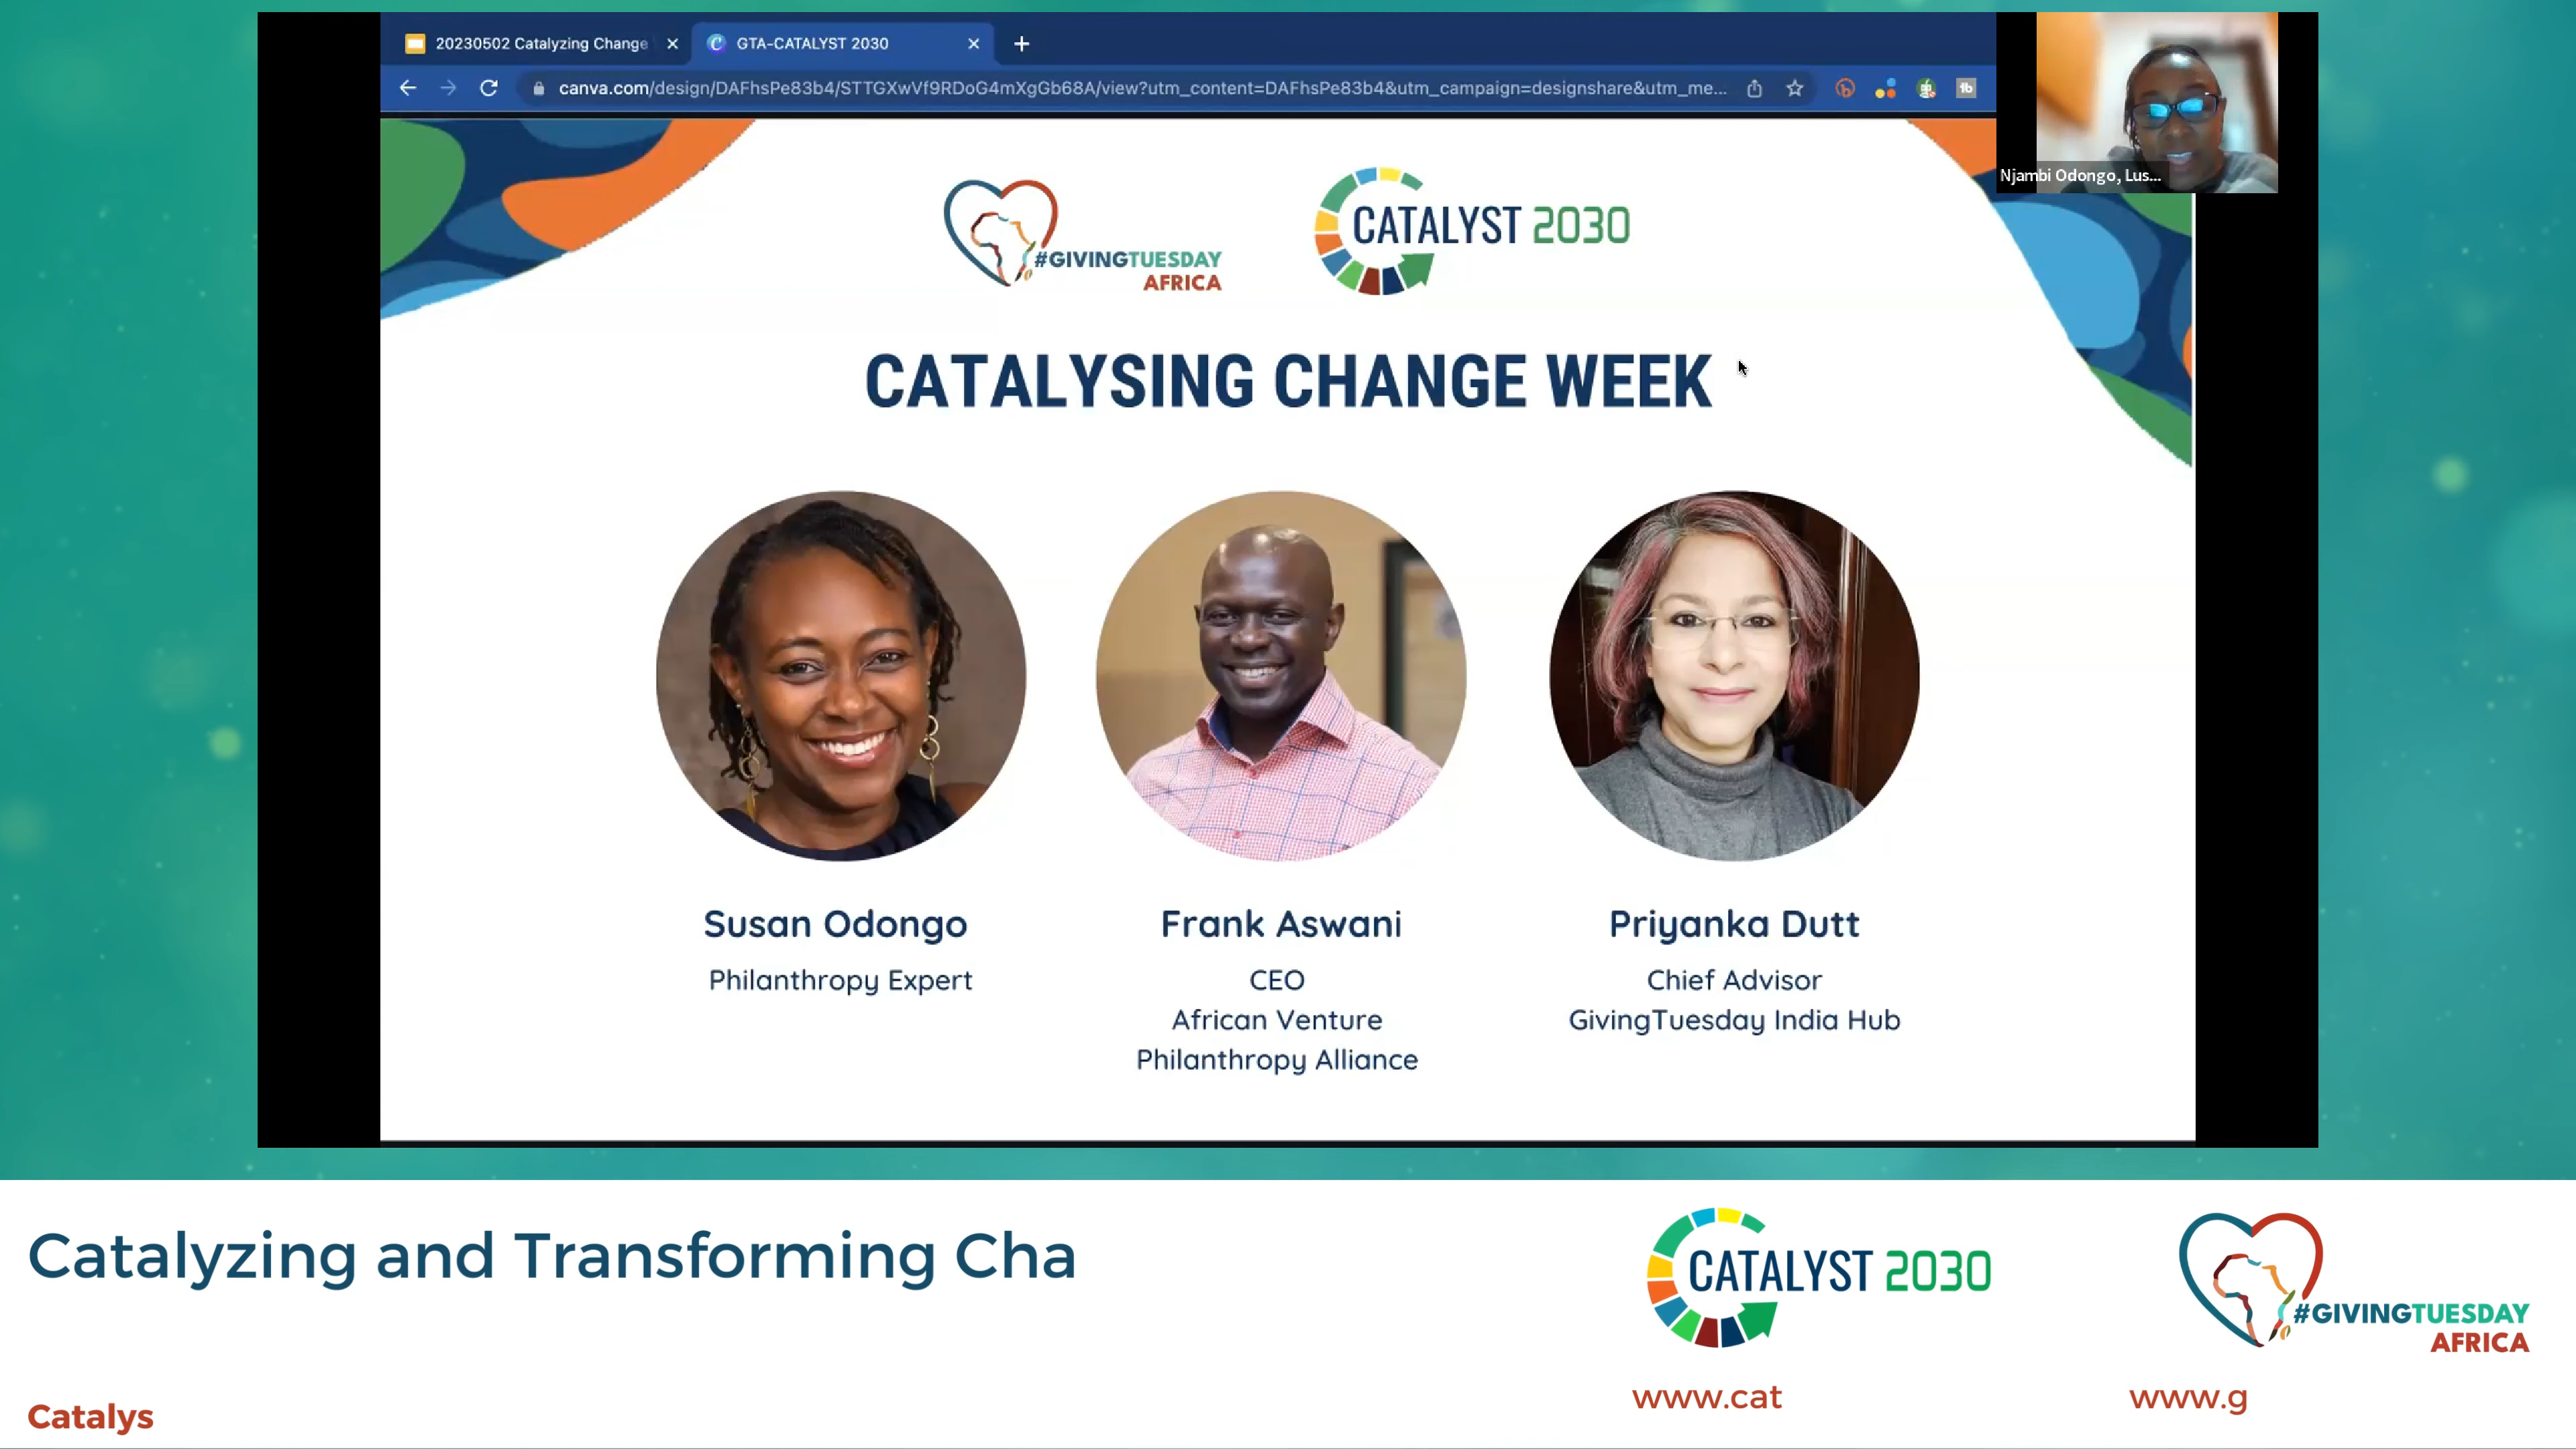 20230502 Catalyzing Change
GTA-CATALYST 2030
canva.com/design/DAFhsPe83b4/STTGXwVf9RDoG4mXgGb68A/view?utm_content=DAFhsPe83b4&utm_campaign=designshare&utm_me...
Njambi Odongo, Lus...
#GIVINGTUESDAY
AFRICA
CATALYST 2030
CATALYSING CHANGE WEEK
Susan Odongo
Philanthropy Expert
Frank Aswani
CEO
African Venture
Philanthropy Alliance
Priyanka Dutt
Chief Advisor
GivingTuesday India Hub
Catalyzing and Transforming Cha
Catalys
CATALYST 2030
www.cat
#GIVINGTUESDAY
AFRICA
www.g